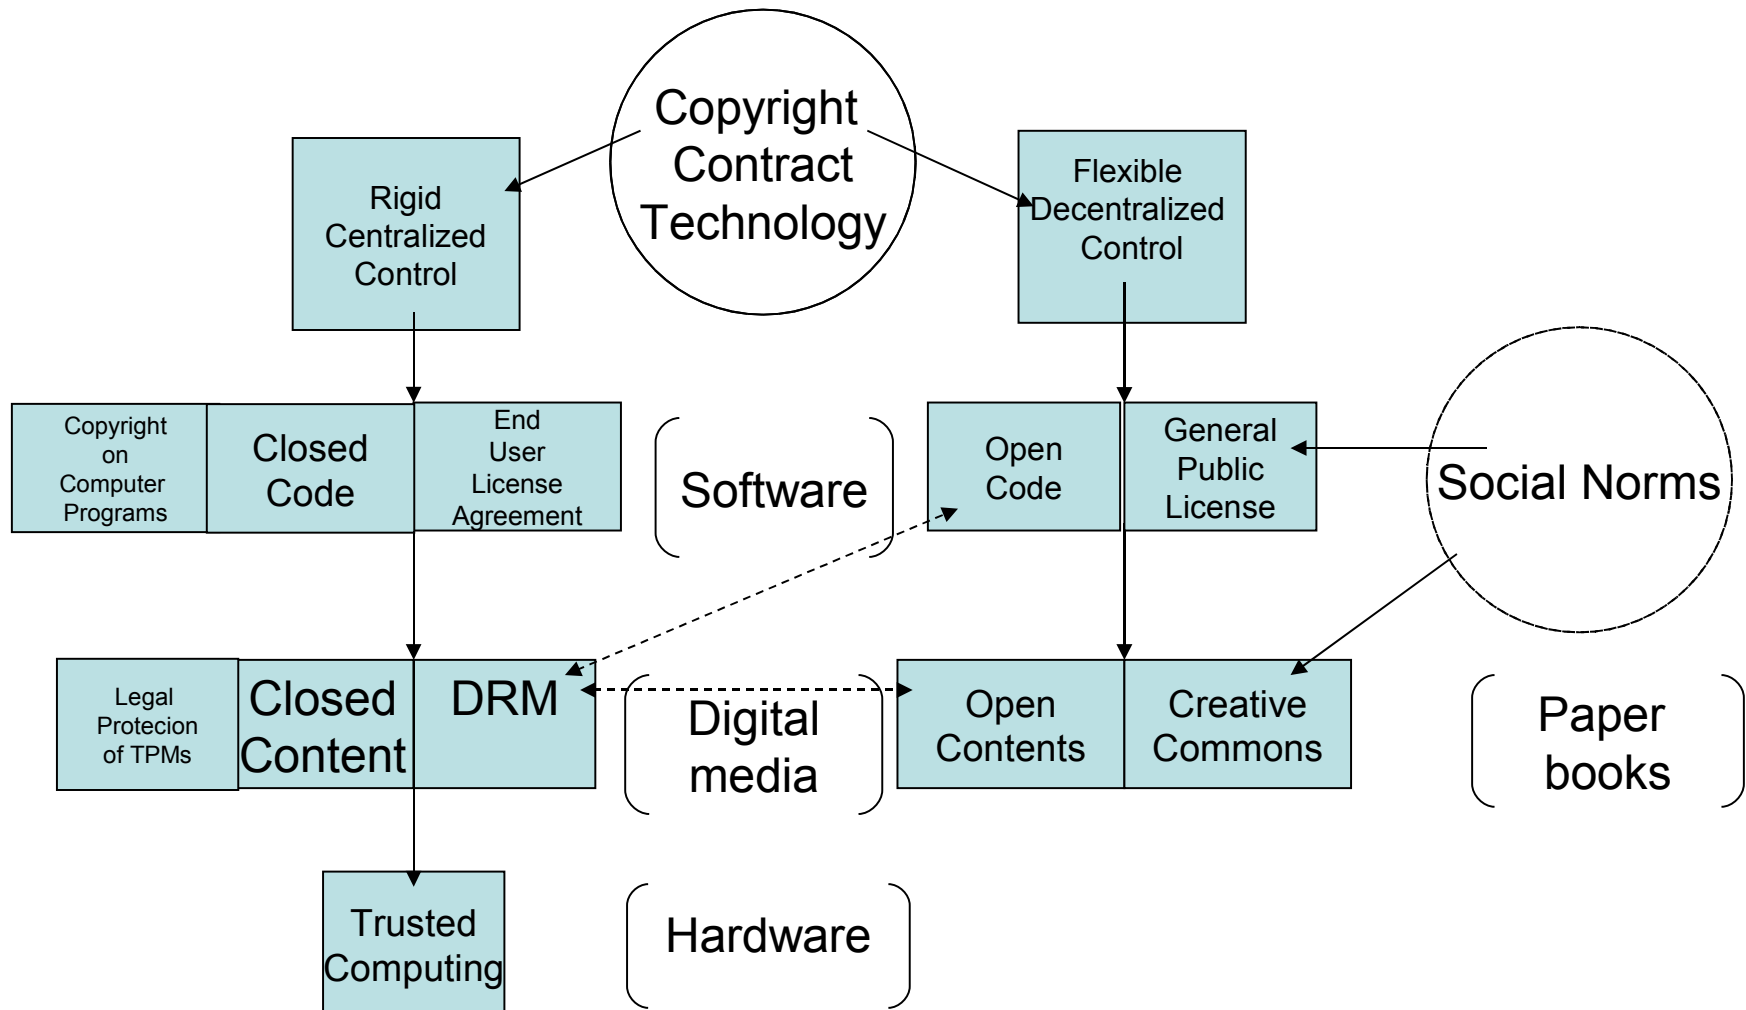 Copyright
Contract
Technology
Rigid
Centralized
Control
Flexible
Decentralized
Control
Copyright
on
Computer
Programs
Closed
Code
End
User
License
Agreement
Software
Open
Code
General
Public
License
Social Norms
Legal
Protecion
of TPMs
Closed
Content
DRM
Digital
media
Open
Contents
Creative
Commons
Paper
books
Trusted
Computing
Hardware